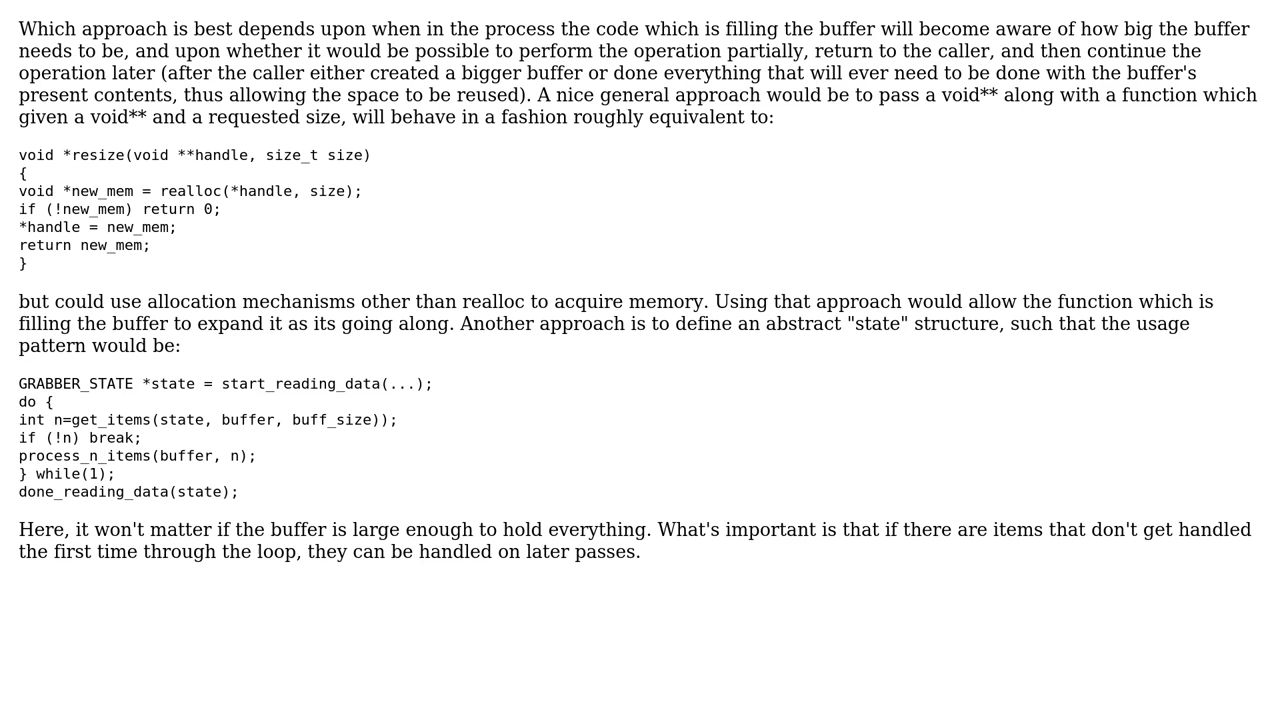 Which approach is best depends upon when in the process the code which is filling the buffer will become aware of how big the buffer
needs to be, and upon whether it would be possible to perform the operation partially, return to the caller, and then continue the
operation later (after the caller either created a bigger buffer or done everything that will ever need to be done with the buffer's
present contents, thus allowing the space to be reused). A nice general approach would be to pass a void** along with a function which
given a void** and a requested size, will behave in a fashion roughly equivalent to:
void *resize(void **handle, size_t size)
{
void *new_mem = realloc(*handle, size);
if (!new_mem) return 0;
*handle = new_mem;
return new_mem;
}
but could use allocation mechanisms other than realloc to acquire memory. Using that approach would allow the function which is
filling the buffer to expand it as its going along. Another approach is to define an abstract "state" structure, such that the usage
pattern would be:
GRABBER_STATE *state = start_reading_data(...);
do {
int n=get_items(state, buffer, buff_size));
if (!n) break;
process_n_items(buffer, n);
} while(1);
done_reading_data(state);
Here, it won't matter if the buffer is large enough to hold everything. What's important is that if there are items that don't get handled
the first time through the loop, they can be handled on later passes.